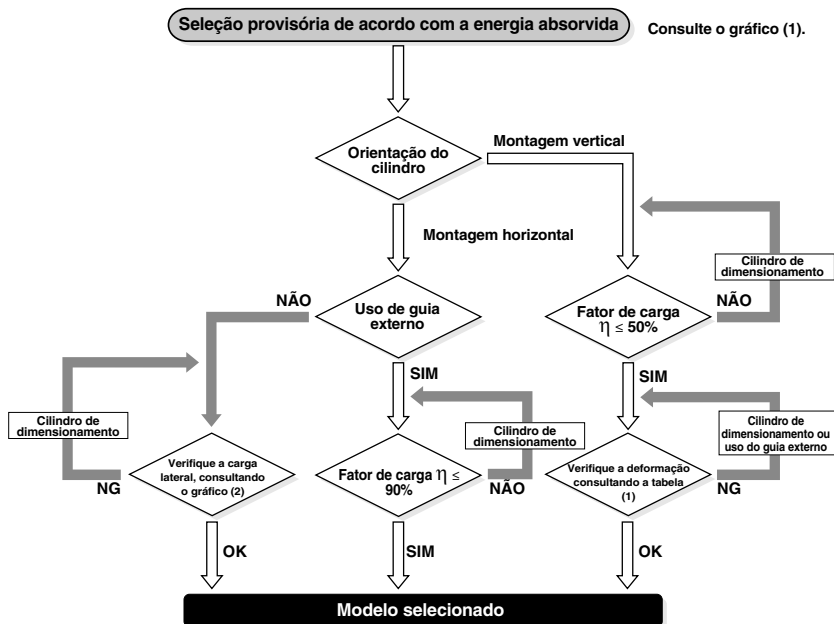 Seleção provisória de acordo com a energia absorvida
Consulte o gráfico (1).
Orientação do
cilindro
Montagem vertical
Montagem horizontal
Cilindro de
dimensionamento
NÃO
Fator de carga
η ≤ 50%
SIM
NÃO
Uso de guia
externo
SIM
Cilindro de
dimensionamento
Cilindro de
dimensionamento
Cilindro de
dimensionamento ou
uso do guia externo
Verifique a carga
lateral, consultando
o gráfico (2)
NG
Fator de carga η ≤
90%
NÃO
Verifique a deformação
consultando a tabela
(1)
NG
OK
SIM
OK
Modelo selecionado